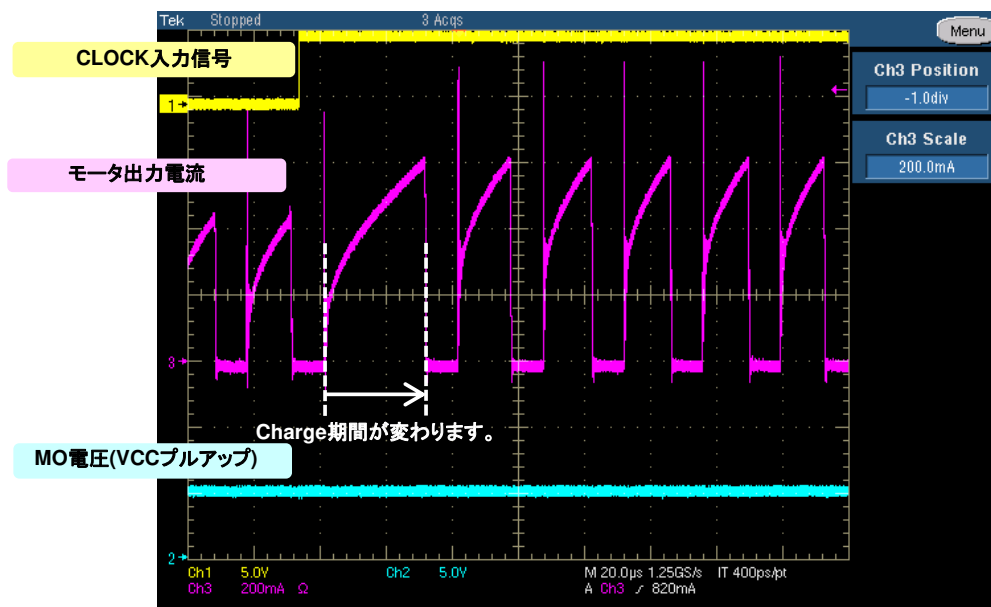 Tek Stopped 3 Acqs
Menu
CLOCK入力信号
Ch3 Position
-1.0div
1
Ch3 Scale
200.0mA
モータ出力電流
3
Charge期間が変わります。
MO電圧(VCCプルアップ)
2
Ch1 5.0V Ch2 5.0V M 20.0µs 1.25GS/s IT 400ps/pt
Ch3 200mA Ω A Ch3 ∕ 820mA